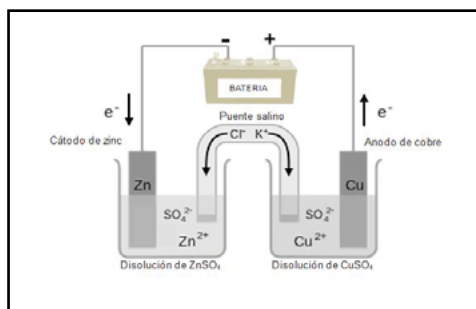 - +
BATERIA
e⁻ e⁻
Puente salino
Cátodo de zinc Cl⁻ K⁺ Anodo de cobre
Zn Cu
SO₄²⁻ SO₄²⁻
Zn²⁺ Cu²⁺
Disolución de ZnSO₄ Disolución de CuSO₄